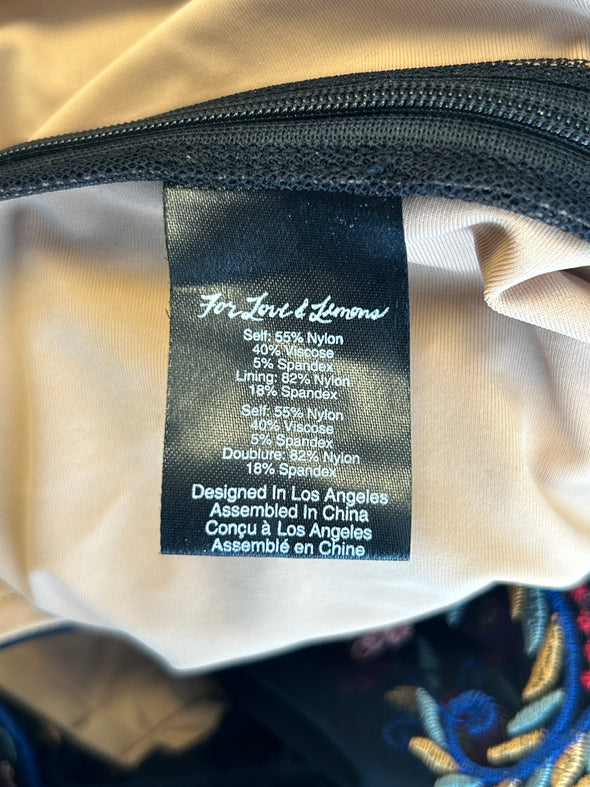 For Love & Lemons
Self: 55% Nylon
40% Viscose
5% Spandex
Lining: 82% Nylon
18% Spandex
Self: 55% Nylon
40% Viscose
5% Spandex
Doublure: 82% Nylon
18% Spandex
Designed In Los Angeles
Assembled In China
Conçu à Los Angeles
Assemblé en Chine